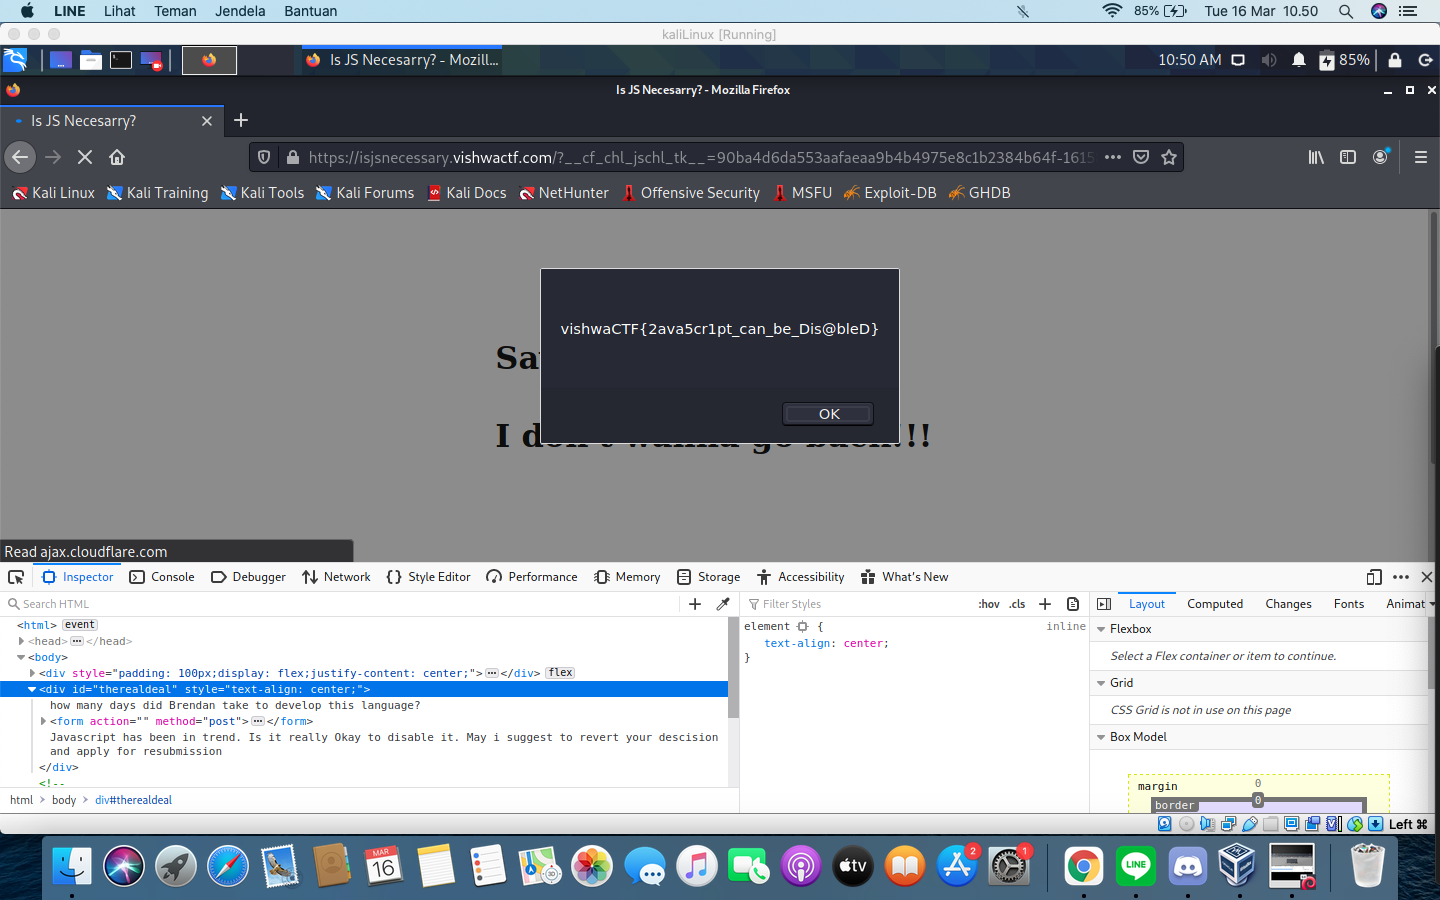 LINE Lihat Teman Jendela Bantuan 85% Tue 16 Mar 10.50
kaliLinux [Running]
Is JS Necesarry? - Mozill... 10:50 AM 85%
Is JS Necesarry? - Mozilla Firefox
Is JS Necesarry?
https://isjsnecessary.vishwactf.com/?__cf_chl_jschl_tk__=90ba4d6da553aafaeaa9b4b4975e8c1b2384b64f-1615
Kali Linux Kali Training Kali Tools Kali Forums Kali Docs NetHunter Offensive Security MSFU Exploit-DB GHDB
vishwaCTF{2ava5cr1pt_can_be_Dis@bleD}
OK
I
!!!
Read ajax.cloudflare.com
Inspector Console Debugger Network Style Editor Performance Memory Storage Accessibility What's New
Search HTML
Filter Styles :hov .cls
Layout Computed Changes Fonts Animat
<html> event
<head> ... </head>
<body>
<div style="padding: 100px;display: flex;justify-content: center;"> ... </div> flex
<div id="therealdeal" style="text-align: center;">
how many days did Brendan take to develop this language?
<form action="" method="post"> ... </form>
Javascript has been in trend. Is it really Okay to disable it. May i suggest to revert your descision
and apply for resubmission
</div>
<!--
html > body > div#therealdeal
element { inline
text-align: center;
}
Flexbox
Select a Flex container or item to continue.
Grid
CSS Grid is not in use on this page
Box Model
margin 0
border 0
Left ⌘
MAR
16
2
1
tv
LINE